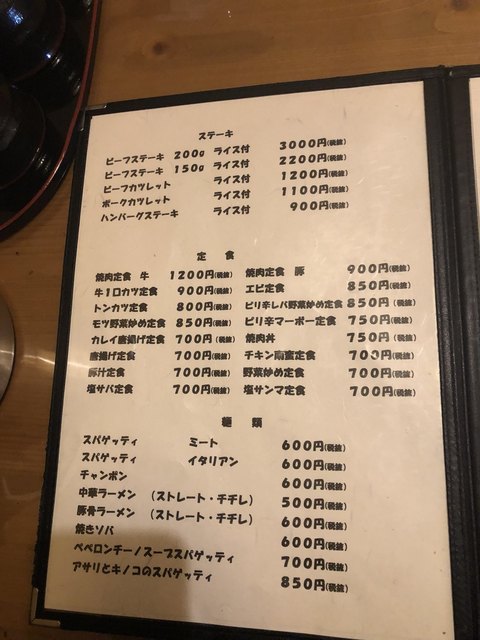 ステーキ
ビーフステーキ 200g ライス付 3000円(税抜)
ビーフステーキ 150g ライス付 2200円(税抜)
ビーフカツレット ライス付 1200円(税抜)
ポークカツレット ライス付 1100円(税抜)
ハンバーグステーキ ライス付 900円(税抜)
定 食
焼肉定食 牛 1200円(税抜) 焼肉定食 豚 900円(税抜)
牛1口カツ定食 900円(税抜) エビ定食 850円(税抜)
トンカツ定食 800円(税抜) ピリ辛レバ野菜炒め定食 850円(税抜)
モツ野菜炒め定食 850円(税抜) ピリ辛マーボー定食 750円(税抜)
カレイ唐揚げ定食 700円(税抜) 焼肉丼 750円(税抜)
唐揚げ定食 700円(税抜) チキン南蛮定食 700円(税抜)
豚汁定食 700円(税抜) 野菜炒め定食 700円(税抜)
塩サバ定食 700円(税抜) 塩サンマ定食 700円(税抜)
麺 類
スパゲッティ ミート 600円(税抜)
スパゲッティ イタリアン 600円(税抜)
チャンポン 600円(税抜)
中華ラーメン (ストレート・チヂレ) 500円(税抜)
豚骨ラーメン (ストレート・チヂレ) 600円(税抜)
焼きソバ 600円(税抜)
ペペロンチーノスープスパゲッティ 700円(税抜)
アサリとキノコのスパゲッティ 850円(税抜)